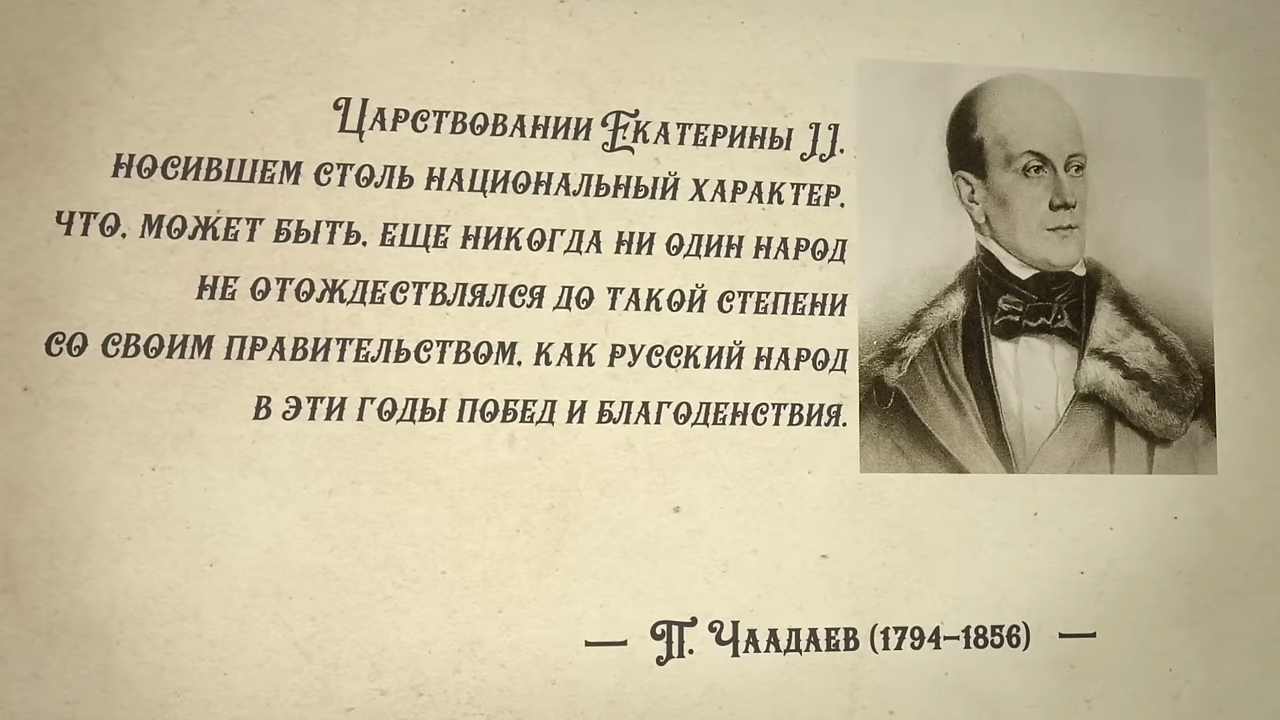 Царствовании Екатерины II,
носившем столь национальный характер,
что, может быть, еще никогда ни один народ
не отождествлялся до такой степени
со своим правительством, как русский народ
в эти годы побед и благоденствия.
— П. Чаадаев (1794–1856) —